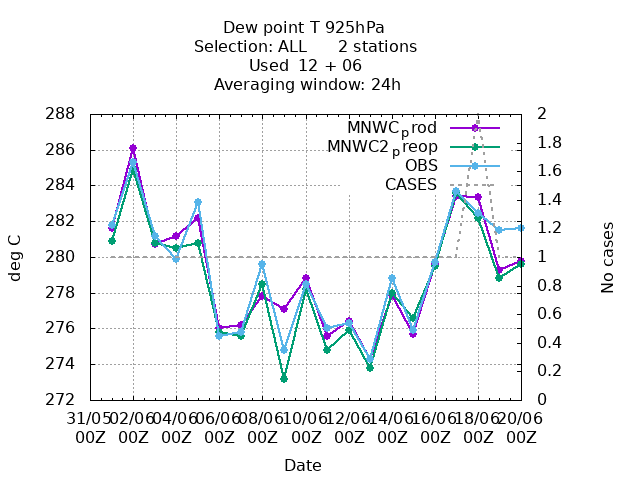 Dew point T 925hPa
Selection: ALL      2 stations
Used  12 + 06
Averaging window: 24h
MNWC_prod
MNWC2_preop
OBS
CASES
deg C
288
286
284
282
280
278
276
274
272
No cases
2
1.8
1.6
1.4
1.2
1
0.8
0.6
0.4
0.2
0
31/05 02/06 04/06 06/06 08/06 10/06 12/06 14/06 16/06 18/06 20/06
00Z 00Z 00Z 00Z 00Z 00Z 00Z 00Z 00Z 00Z 00Z
Date